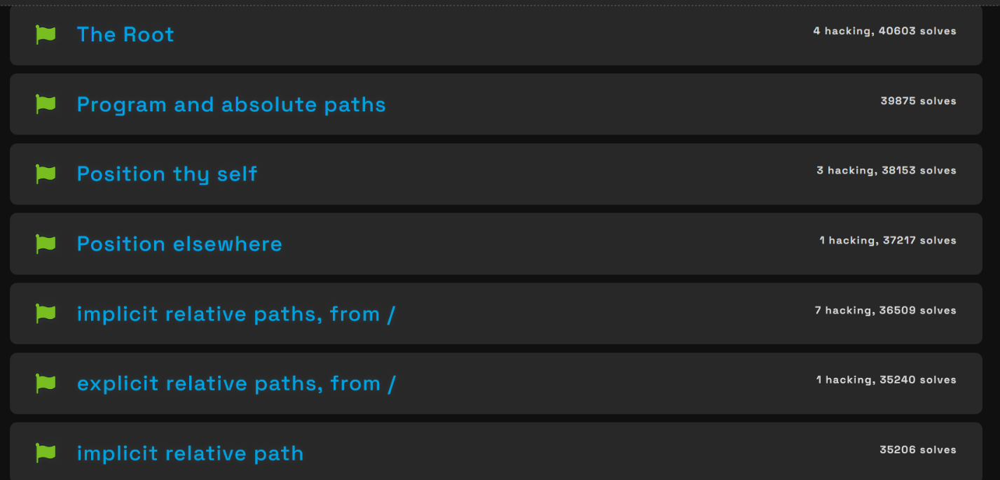 The Root
4 hacking, 40603 solves
Program and absolute paths
39875 solves
Position thy self
3 hacking, 38153 solves
Position elsewhere
1 hacking, 37217 solves
implicit relative paths, from /
7 hacking, 36509 solves
explicit relative paths, from /
1 hacking, 35240 solves
implicit relative path
35206 solves